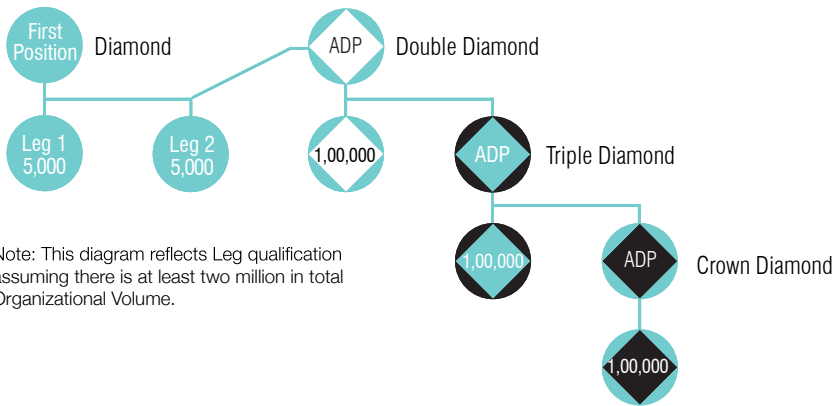 First
Position
Diamond
ADP
Double Diamond
Leg 1
5,000
Leg 2
5,000
1,00,000
ADP
Triple Diamond
Note: This diagram reflects Leg qualification
assuming there is at least two million in total
Organizational Volume.
1,00,000
ADP
Crown Diamond
1,00,000